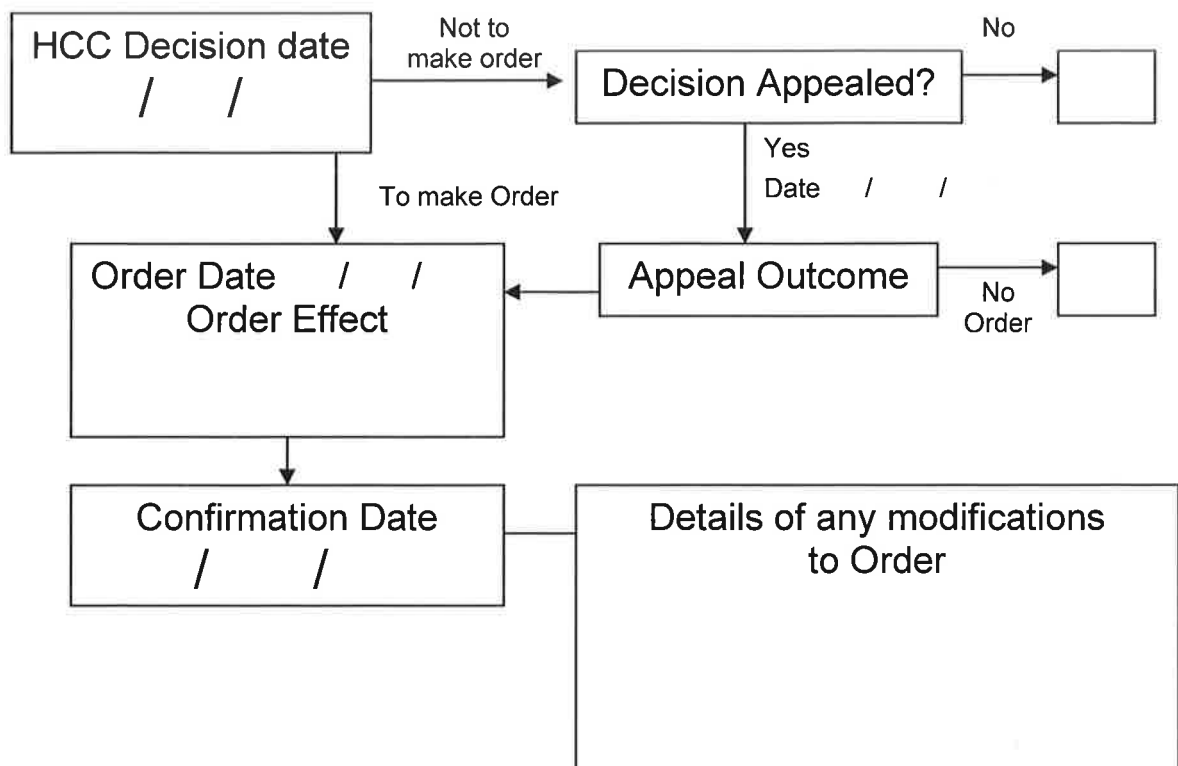 HCC Decision date
/ /
Not to
make order
Decision Appealed?
No
Yes
Date / /
To make Order
Order Date / /
Order Effect
Appeal Outcome
No
Order
Confirmation Date
/ /
Details of any modifications
to Order